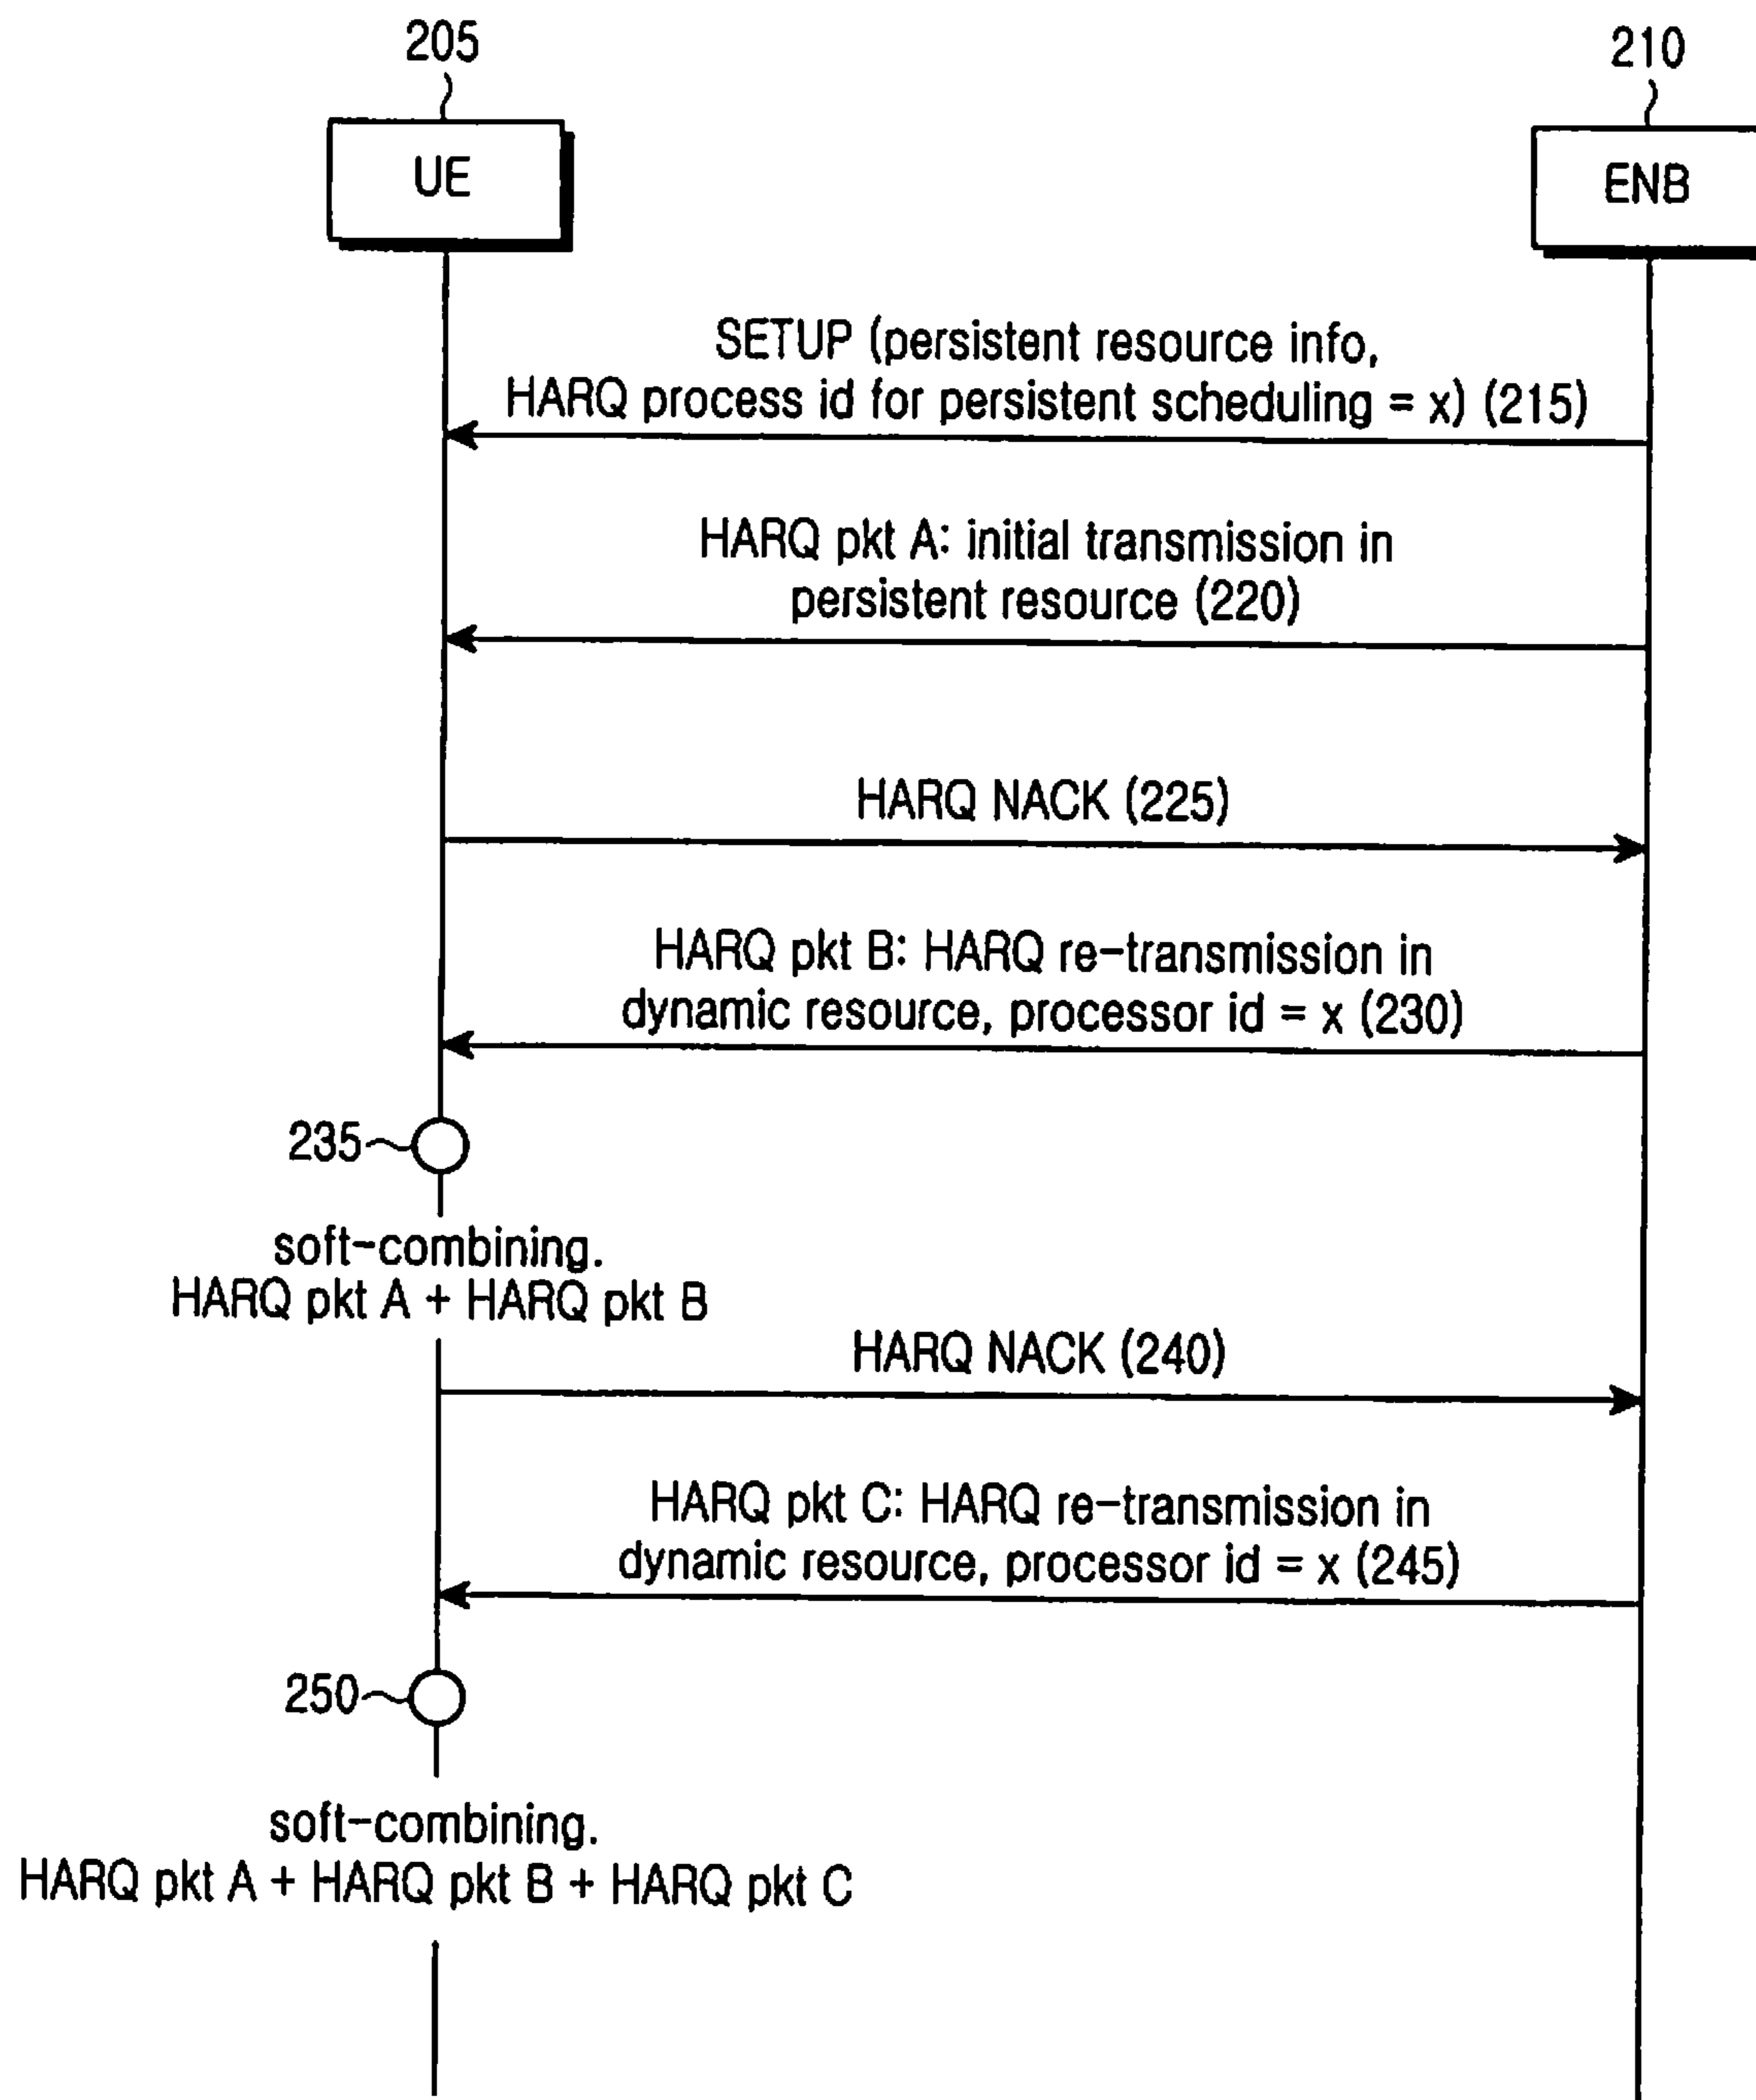 205
210
UE
ENB
SETUP (persistent resource info,
HARQ process id for persistent scheduling = x) (215)
HARQ pkt A: initial transmission in
persistent resource (220)
HARQ NACK (225)
HARQ pkt B: HARQ re-transmission in
dynamic resource, processor id = x (230)
235
soft-combining.
HARQ pkt A + HARQ pkt B
HARQ NACK (240)
HARQ pkt C: HARQ re-transmission in
dynamic resource, processor id = x (245)
250
soft-combining.
HARQ pkt A + HARQ pkt B + HARQ pkt C